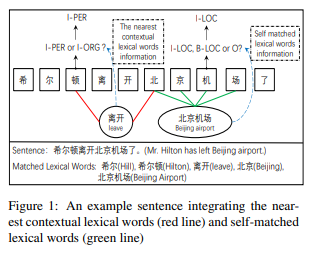 I-PER
The nearest
contextual
lexical words
information
I-LOC
Self matched
lexical words
information
I-PER or I-ORG ?
I-LOC, B-LOC or O?
希 尔 顿 离 开 北 京 机 场 了
离开
leave
北京机场
Beijing airport
Sentence: 希尔顿离开北京机场了。(Mr. Hilton has left Beijing airport.)
Matched Lexical Words: 希尔(Hill), 希尔顿(Hilton), 离开(leave), 北京(Beijing),
北京机场(Beijing Airport)
Figure 1: An example sentence integrating the near-
est contextual lexical words (red line) and self-matched
lexical words (green line)